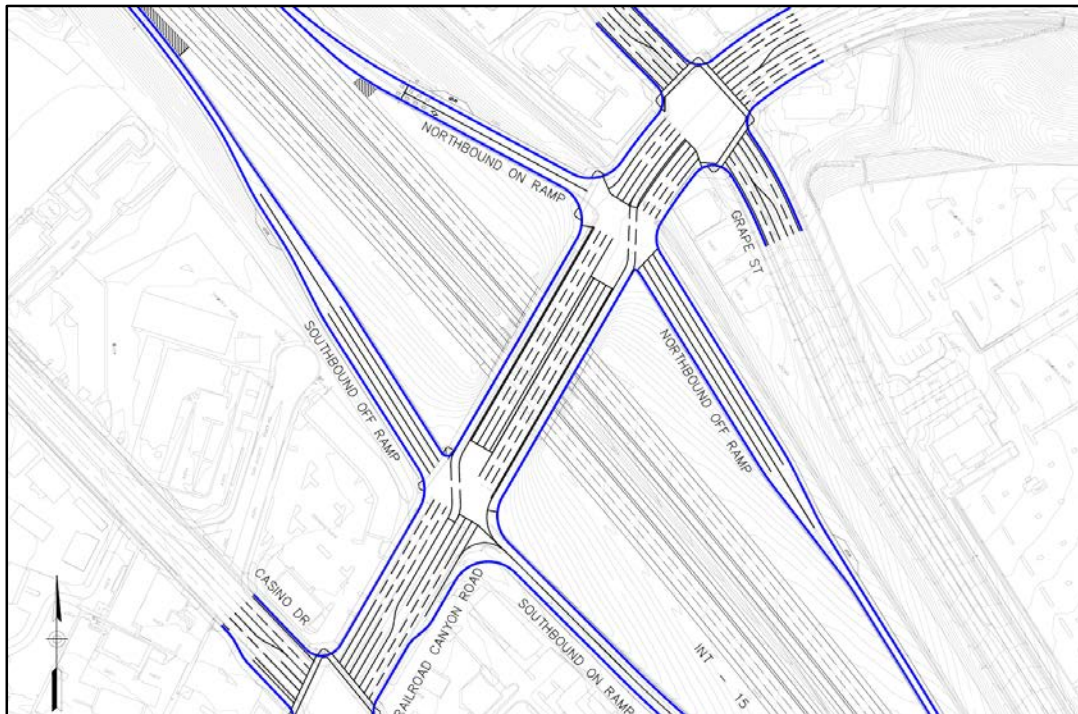 NORTHBOUND ON RAMP
GRAPE ST
SOUTHBOUND OFF RAMP
NORTHBOUND OFF RAMP
CASINO DR
RAILROAD CANYON ROAD
SOUTHBOUND ON RAMP
INT - 15